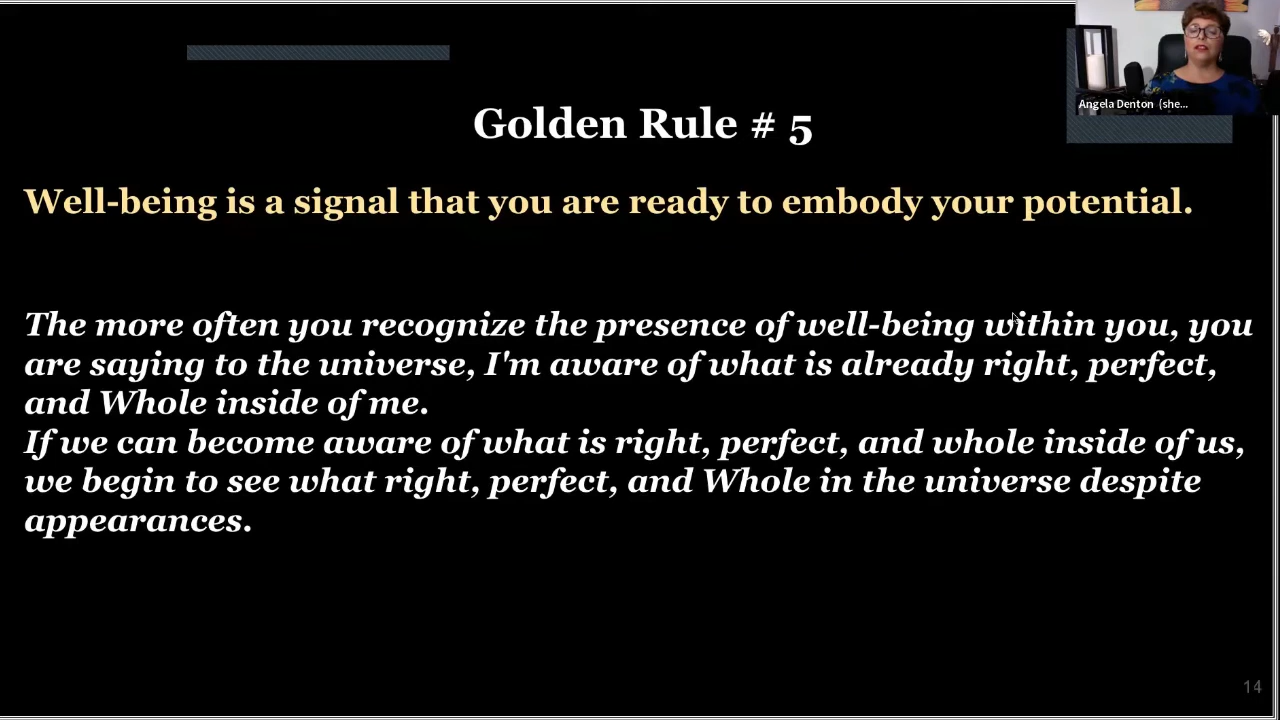 Angela Denton (she...
Golden Rule # 5
Well-being is a signal that you are ready to embody your potential.
The more often you recognize the presence of well-being within you, you
are saying to the universe, I'm aware of what is already right, perfect,
and Whole inside of me.
If we can become aware of what is right, perfect, and whole inside of us,
we begin to see what right, perfect, and Whole in the universe despite
appearances.
14